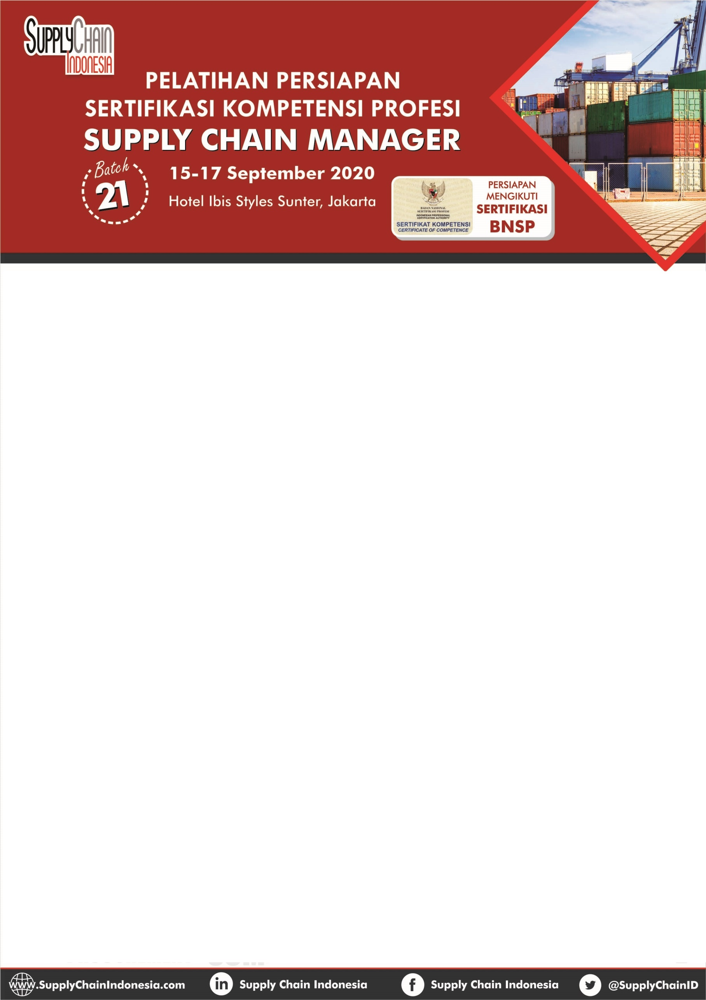 SUPPLYCHAIN
INDONESIA
PELATIHAN PERSIAPAN
SERTIFIKASI KOMPETENSI PROFESI
SUPPLY CHAIN MANAGER
Batch
21
15-17 September 2020
Hotel Ibis Styles Sunter, Jakarta
BADAN NASIONAL
SERTIFIKASI PROFESI
INDONESIAN PROFESSIONAL
CERTIFICATION AUTHORITY
SERTIFIKAT KOMPETENSI
CERTIFICATE OF COMPETENCE
PERSIAPAN
MENGIKUTI
SERTIFIKASI
BNSP
www.SupplyChainIndonesia.com
in Supply Chain Indonesia
f Supply Chain Indonesia
@SupplyChainID